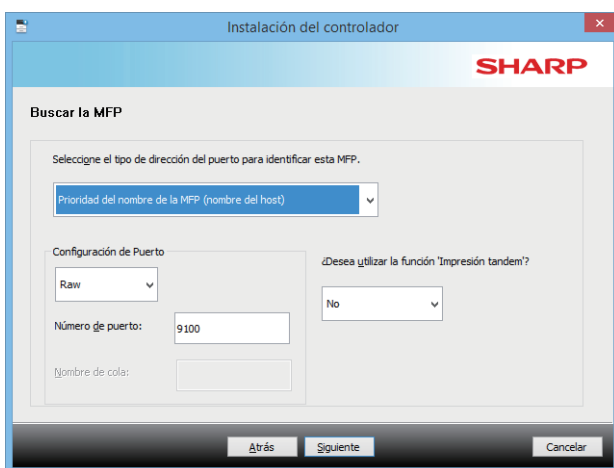 Instalación del controlador
SHARP
Buscar la MFP
Seleccione el tipo de dirección del puerto para identificar esta MFP.
Prioridad del nombre de la MFP (nombre del host)
Configuración de Puerto
¿Desea utilizar la función 'Impresión tandem'?
Raw
No
Número de puerto:
9100
Nombre de cola:
Atrás
Siguiente
Cancelar